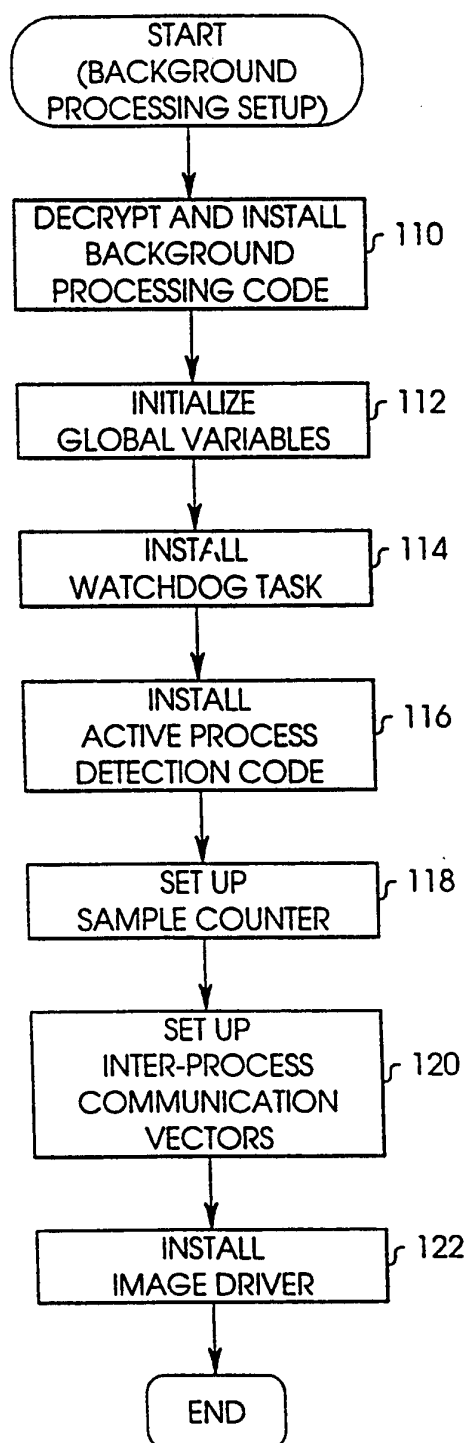 START
(BACKGROUND
PROCESSING SETUP)
DECRYPT AND INSTALL
BACKGROUND
PROCESSING CODE
110
INITIALIZE
GLOBAL VARIABLES
112
INSTALL
WATCHDOG TASK
114
INSTALL
ACTIVE PROCESS
DETECTION CODE
116
SET UP
SAMPLE COUNTER
118
SET UP
INTER-PROCESS
COMMUNICATION
VECTORS
120
INSTALL
IMAGE DRIVER
122
END